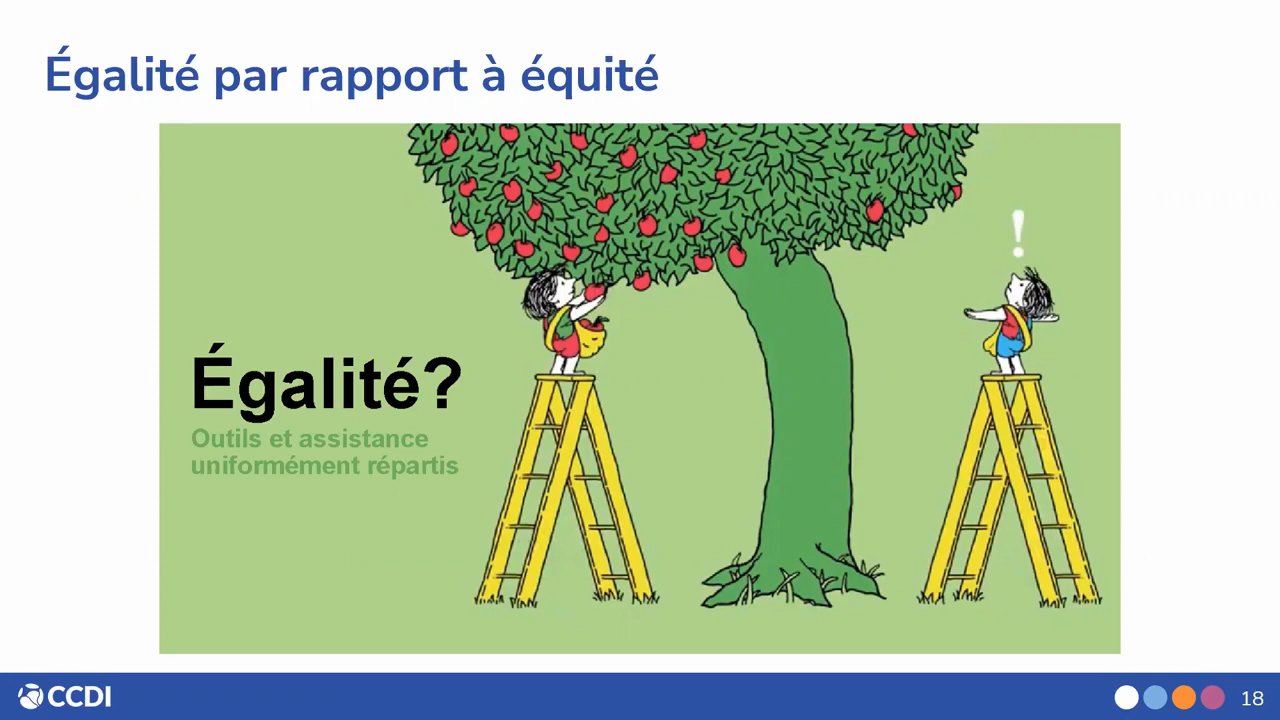 Égalité par rapport à équité
!
Égalité?
Outils et assistance
uniformément répartis
CCDI
18